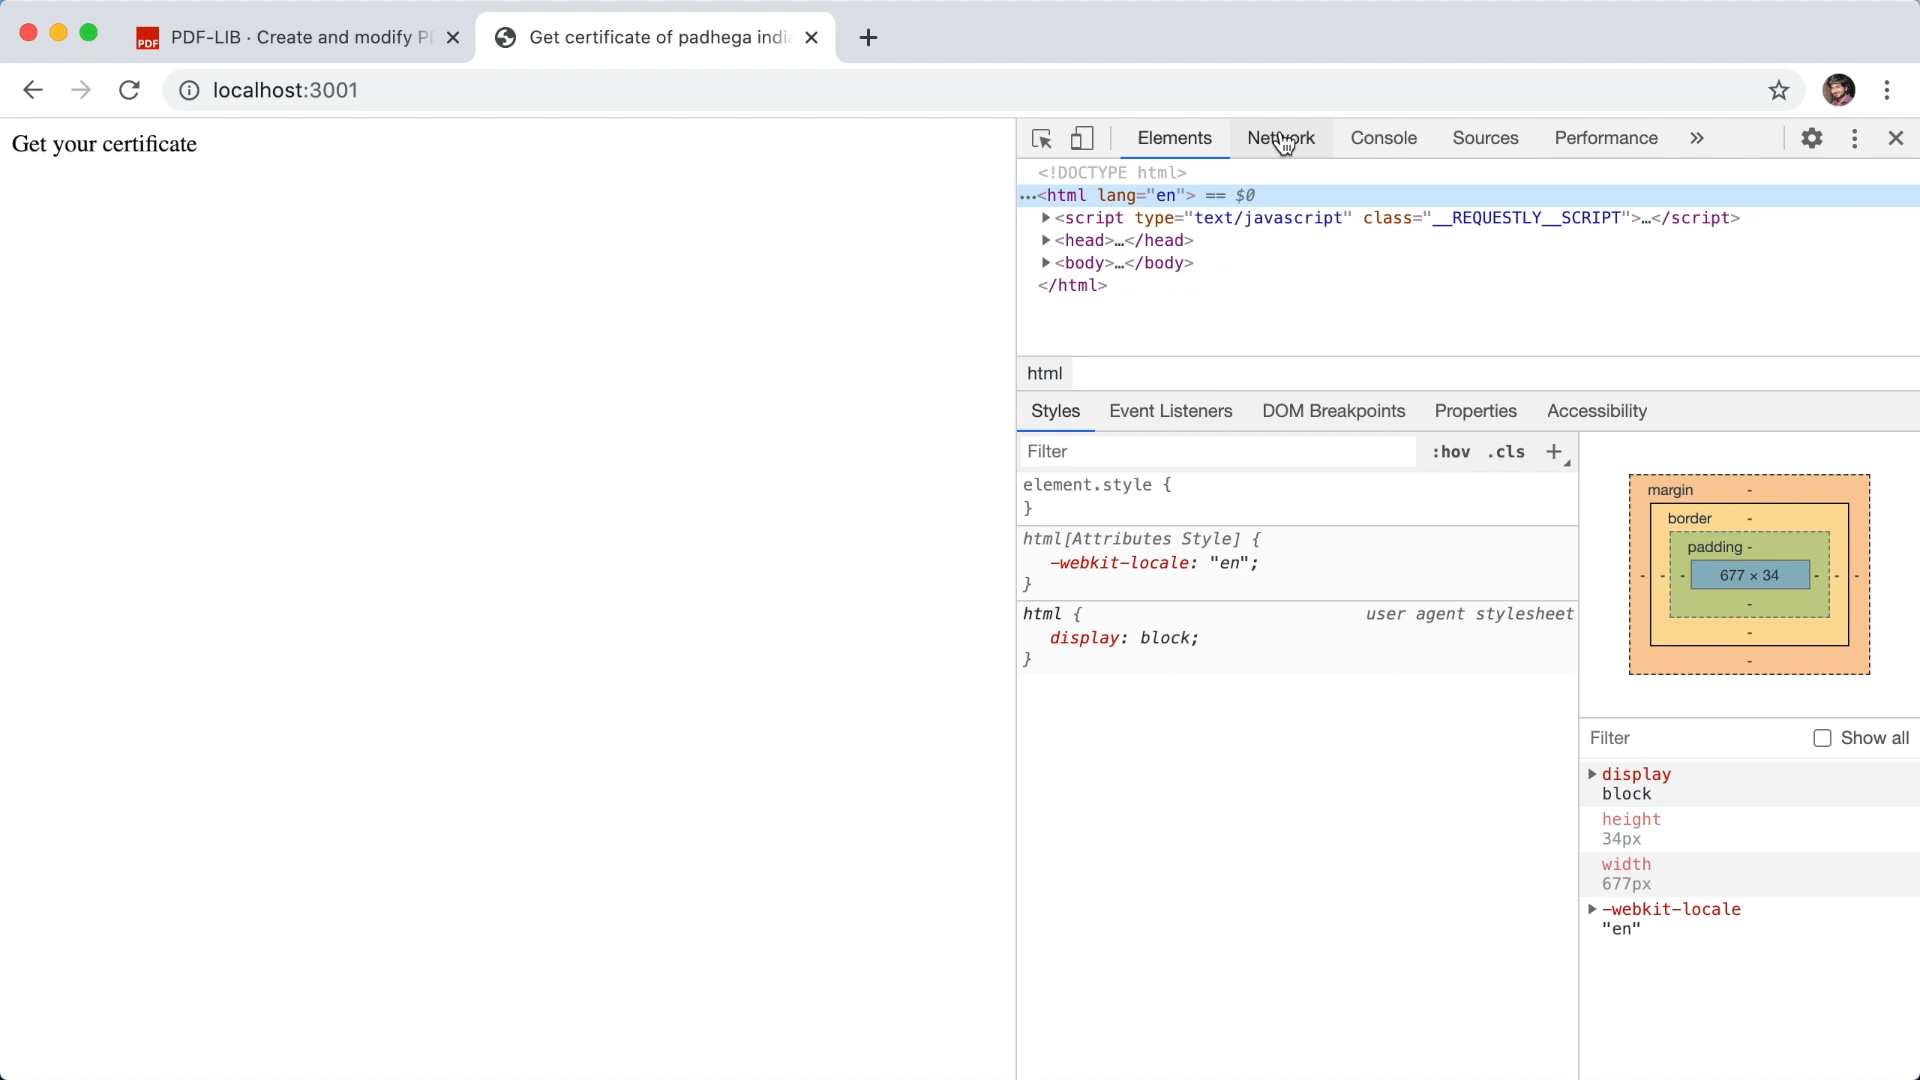 PDF
PDF-LIB · Create and modify P
Get certificate of padhega indi
localhost:3001
Get your certificate
Elements Network Console Sources Performance »
<!DOCTYPE html>
…<html lang="en"> == $0
<script type="text/javascript" class="__REQUESTLY__SCRIPT">…</script>
<head>…</head>
<body>…</body>
</html>
html
Styles Event Listeners DOM Breakpoints Properties Accessibility
Filter :hov .cls +
element.style {
}
html[Attributes Style] {
-webkit-locale: "en";
}
html { user agent stylesheet
display: block;
}
margin -
border -
padding -
- - - 677 × 34 - - -
-
-
-
Filter Show all
display
block
height
34px
width
677px
-webkit-locale
"en"